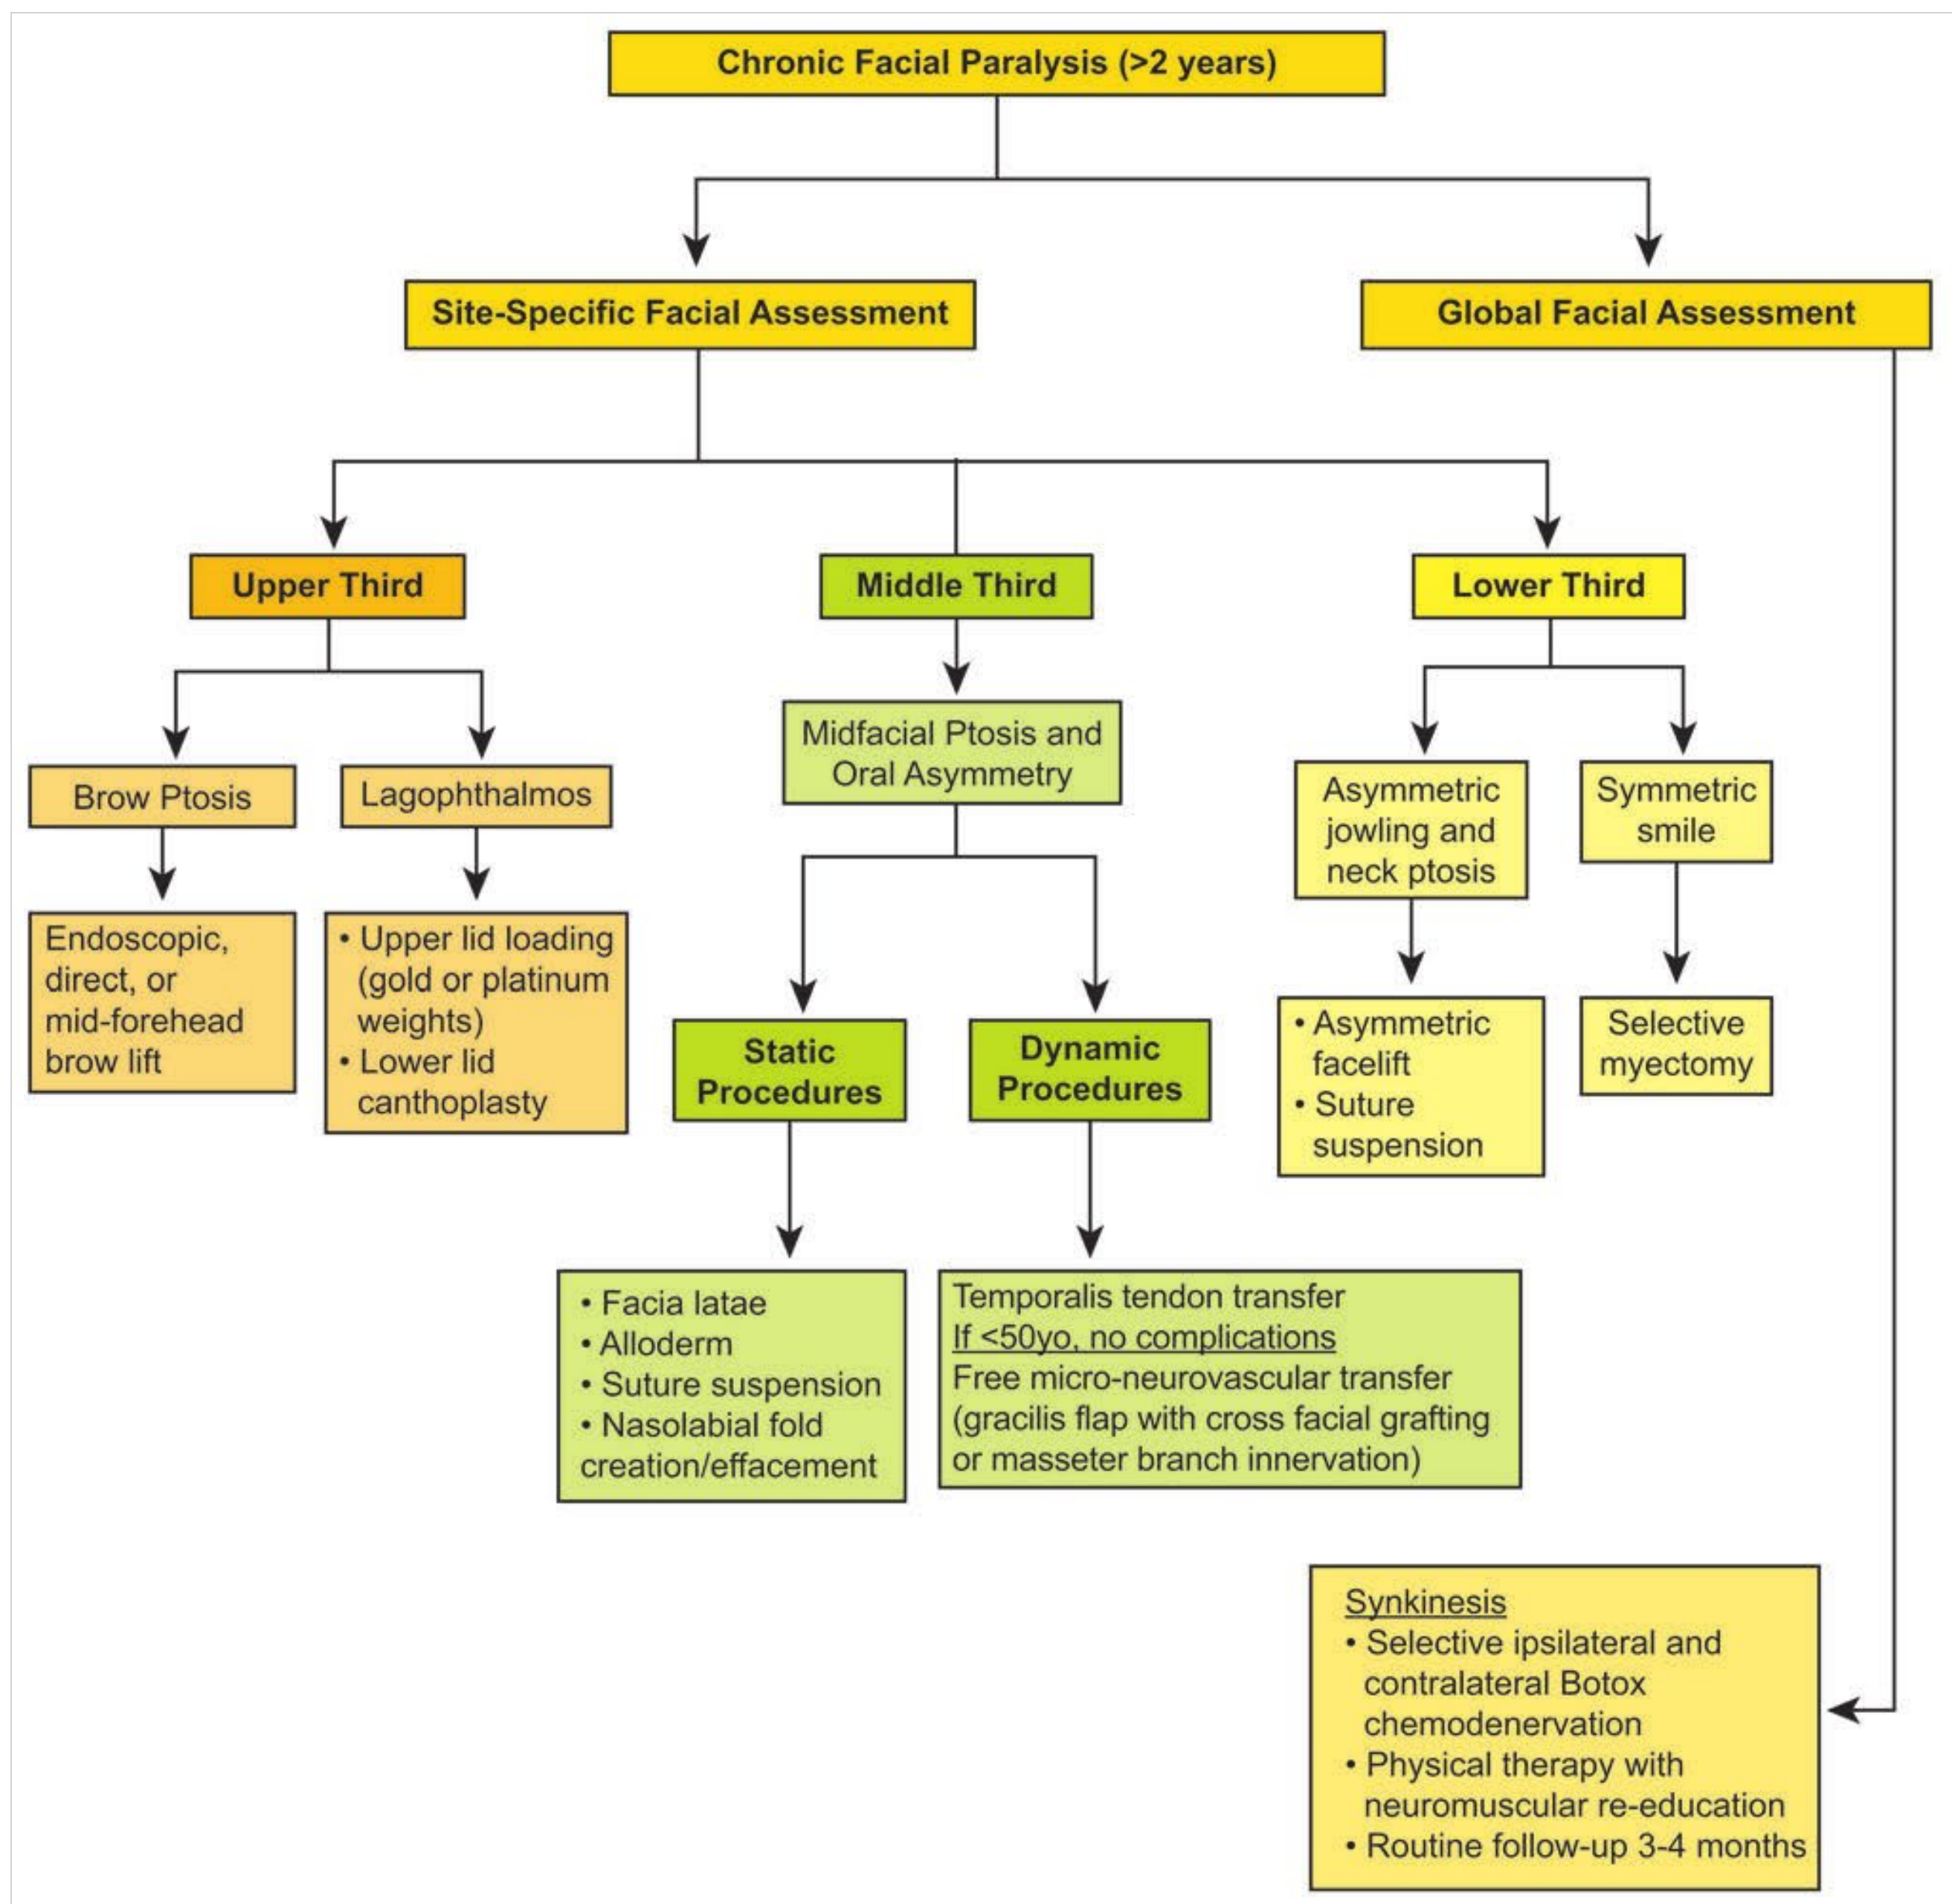 Chronic Facial Paralysis (>2 years)
Site-Specific Facial Assessment
Global Facial Assessment
Upper Third
Middle Third
Lower Third
Brow Ptosis
Lagophthalmos
Midfacial Ptosis and
Oral Asymmetry
Asymmetric
jowling and
neck ptosis
Symmetric
smile
Endoscopic,
direct, or
mid-forehead
brow lift
• Upper lid loading
(gold or platinum
weights)
• Lower lid
canthoplasty
Static
Procedures
Dynamic
Procedures
• Asymmetric
facelift
• Suture
suspension
Selective
myectomy
• Facia latae
• Alloderm
• Suture suspension
• Nasolabial fold
creation/effacement
Temporalis tendon transfer
If <50yo, no complications
Free micro-neurovascular transfer
(gracilis flap with cross facial grafting
or masseter branch innervation)
Synkinesis
• Selective ipsilateral and
contralateral Botox
chemodenervation
• Physical therapy with
neuromuscular re-education
• Routine follow-up 3-4 months